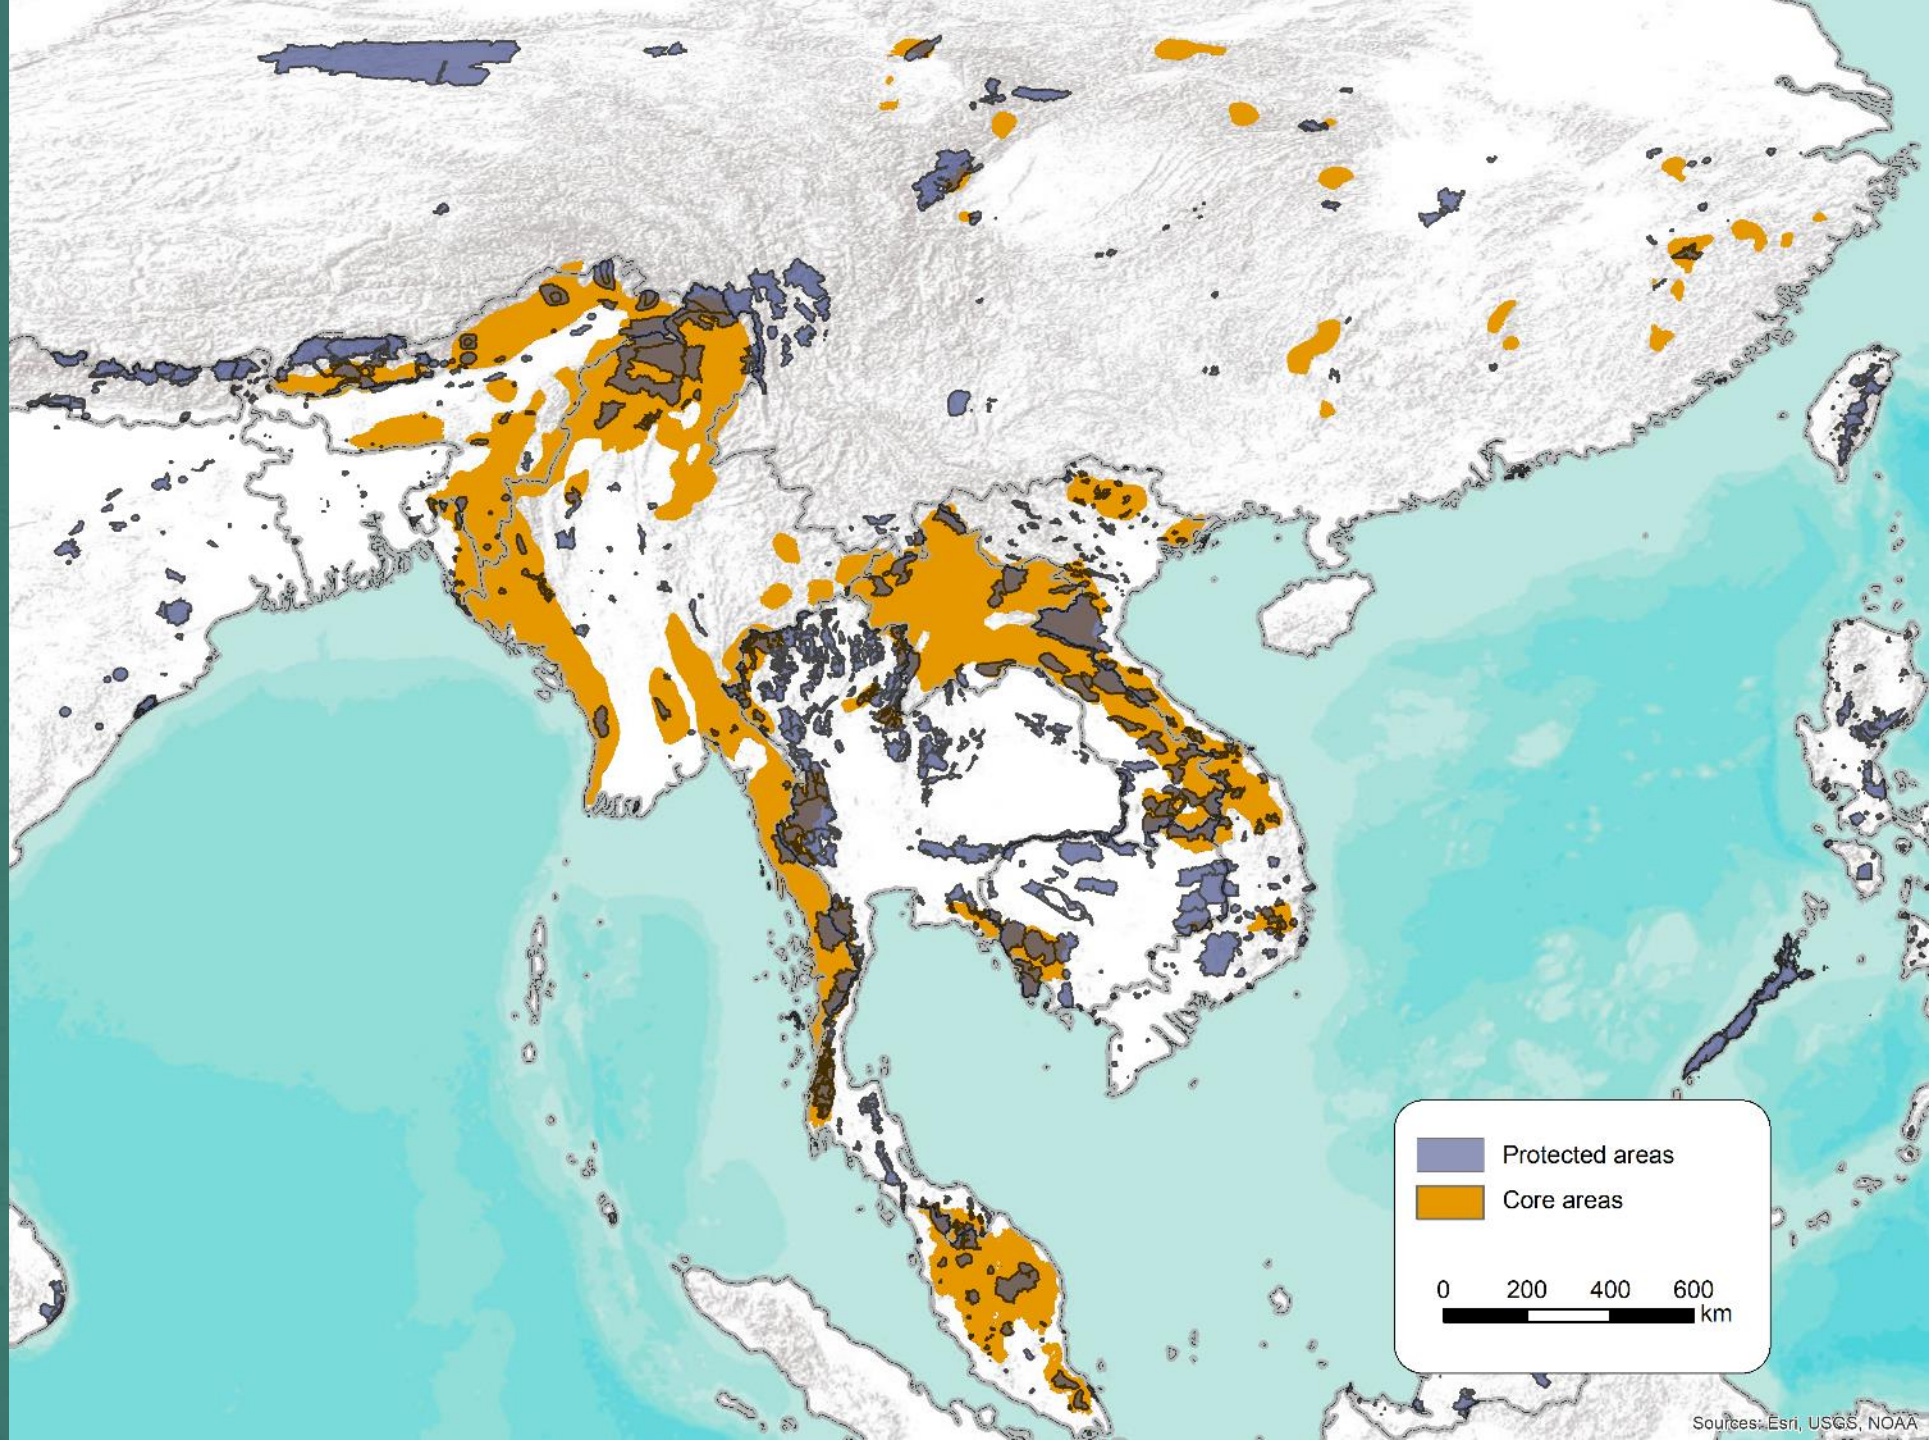 Protected areas
Core areas
0 200 400 600
km
Sources: Esri, USGS, NOAA